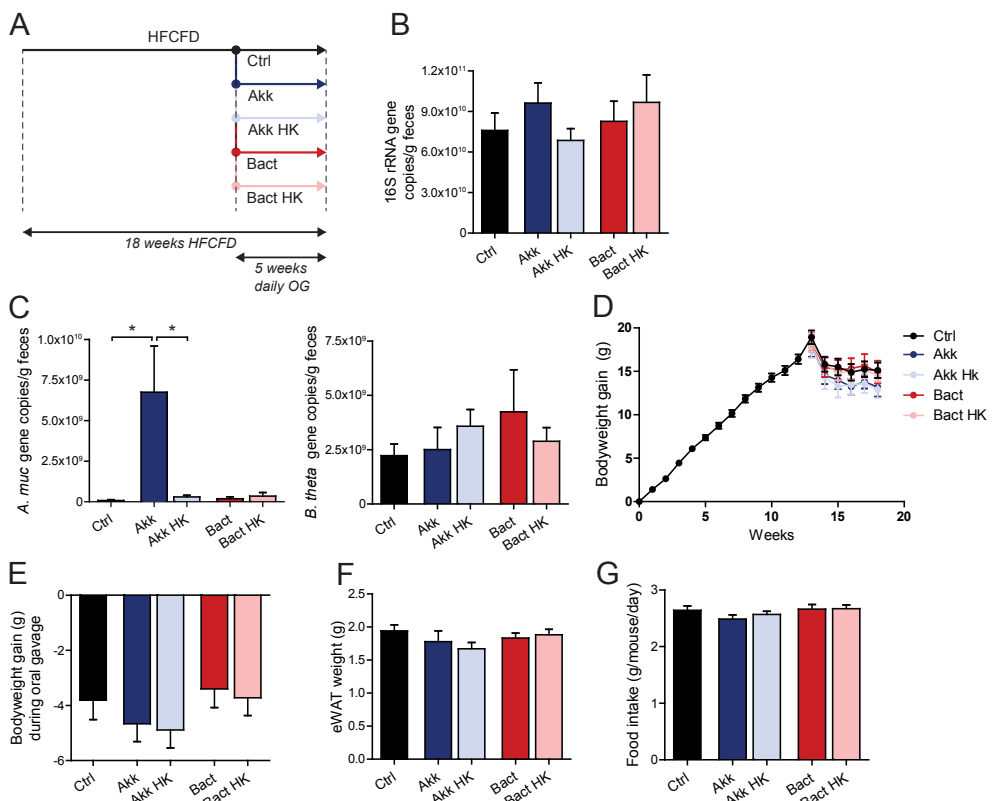 A
HFCFD
Ctrl
Akk
Akk HK
Bact
Bact HK
18 weeks HFCFD
5 weeks
daily OG
B
16S rRNA gene
copies/g feces
1.2x10¹¹
9.0x10¹⁰
6.0x10¹⁰
3.0x10¹⁰
0
Ctrl
Akk
Akk HK
Bact
Bact HK
C
A. muc gene copies/g feces
1.0x10¹⁰
7.5x10⁹
5.0x10⁹
2.5x10⁹
0
* *
Ctrl
Akk
Akk HK
Bact
Bact HK
B. theta gene copies/g feces
7.5x10⁹
5.0x10⁹
2.5x10⁹
0
Ctrl
Akk
Akk HK
Bact
Bact HK
D
Bodyweight gain (g)
20
15
10
5
0
0 5 10 15 20
Weeks
Ctrl
Akk
Akk Hk
Bact
Bact HK
E
Bodyweight gain (g)
during oral gavage
0
-2
-4
-6
Ctrl
Akk
Akk HK
Bact
Bact HK
F
eWAT weight (g)
2.5
2.0
1.5
1.0
0.5
0.0
Ctrl
Akk
Akk HK
Bact
Bact HK
G
Food intake (g/mouse/day)
3
2
1
0
Ctrl
Akk
Akk HK
Bact
Bact HK